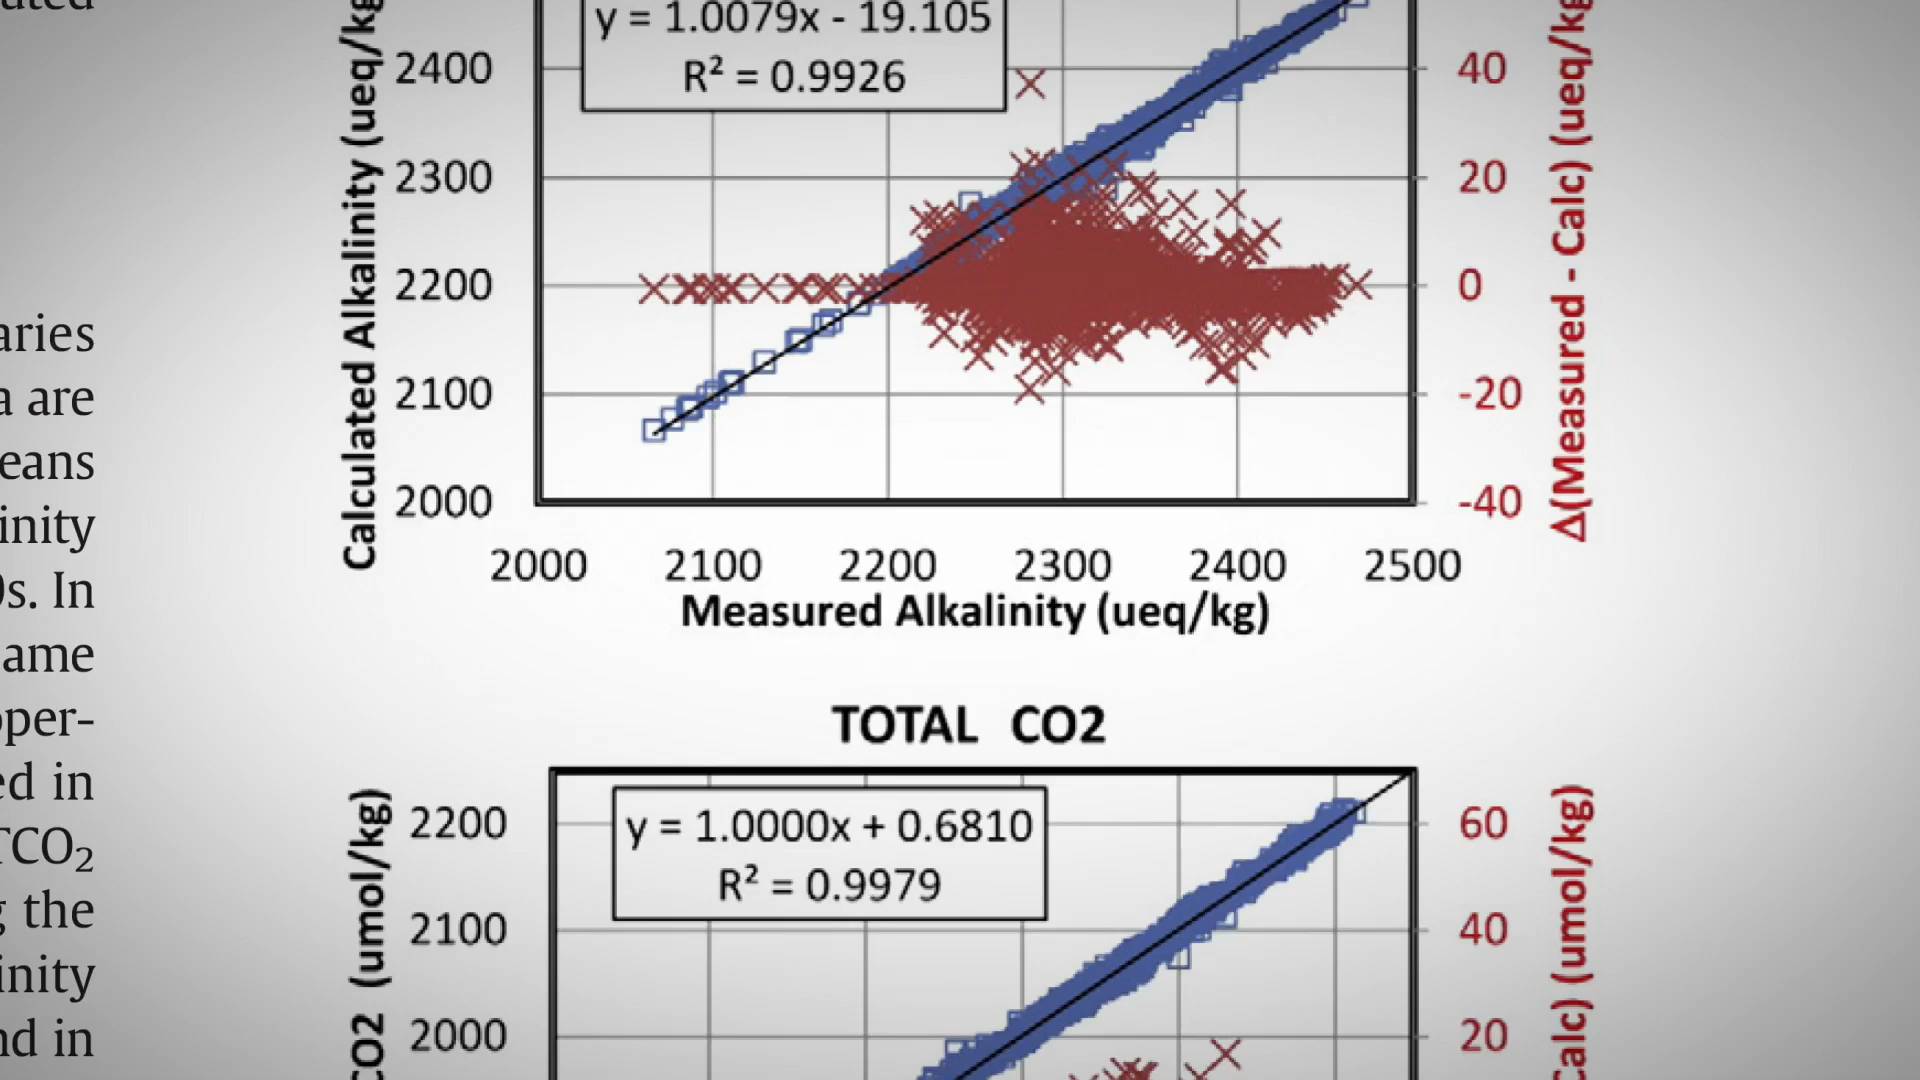 aries
a are
eans
inity
0s. In
ame
oper-
ed in
TCO₂
g the
inity
nd in
y = 1.0079x - 19.105
R² = 0.9926
Calculated Alkalinity (ueq/kg
2400
2300
2200
2100
2000
40
20
0
-20
-40
Δ(Measured - Calc) (ueq/kg
2000 2100 2200 2300 2400 2500
Measured Alkalinity (ueq/kg)
TOTAL CO2
y = 1.0000x + 0.6810
R² = 0.9979
CO2 (umol/kg)
2200
2100
2000
60
40
20
Calc) (umol/kg)